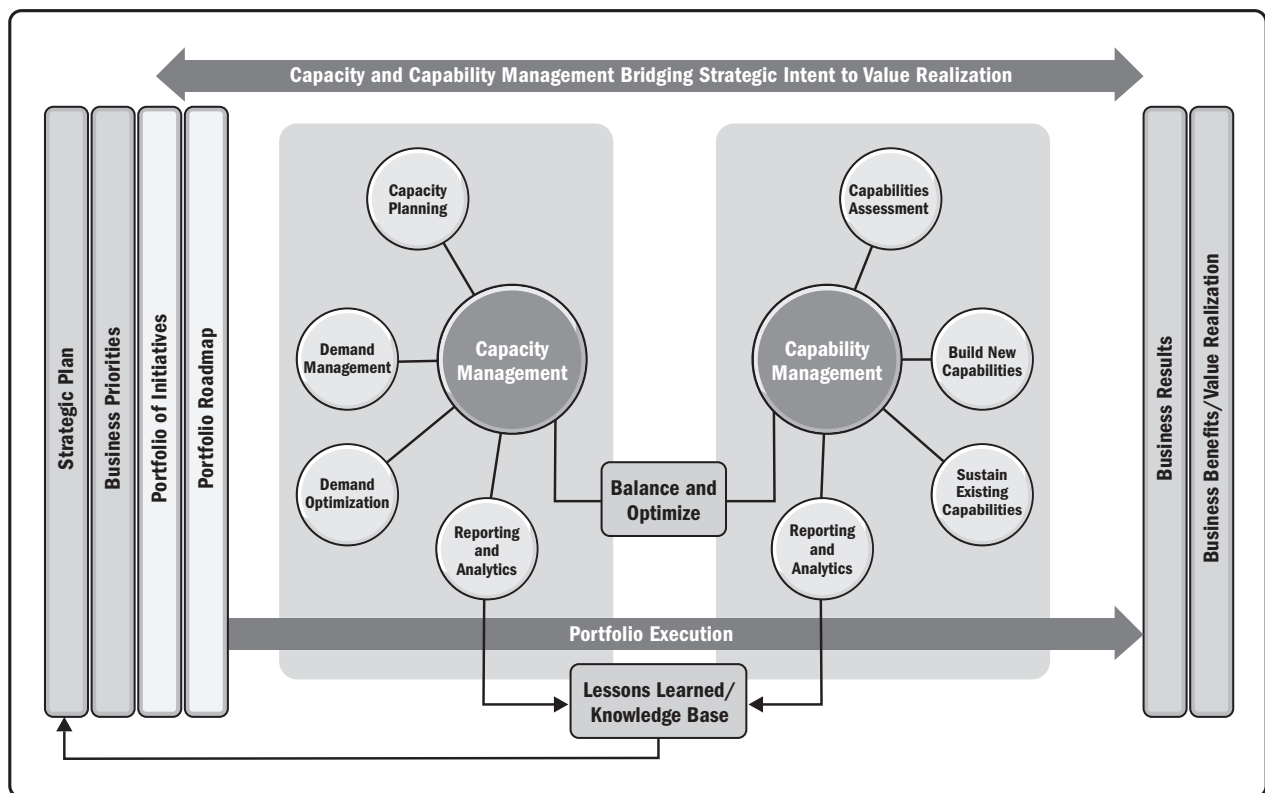 Capacity and Capability Management Bridging Strategic Intent to Value Realization
Strategic Plan
Business Priorities
Portfolio of Initiatives
Portfolio Roadmap
Capacity
Planning
Demand
Management
Capacity
Management
Demand
Optimization
Reporting
and
Analytics
Balance and
Optimize
Capabilities
Assessment
Capability
Management
Build New
Capabilities
Sustain
Existing
Capabilities
Reporting
and
Analytics
Portfolio Execution
Lessons Learned/
Knowledge Base
Business Results
Business Benefits/Value Realization